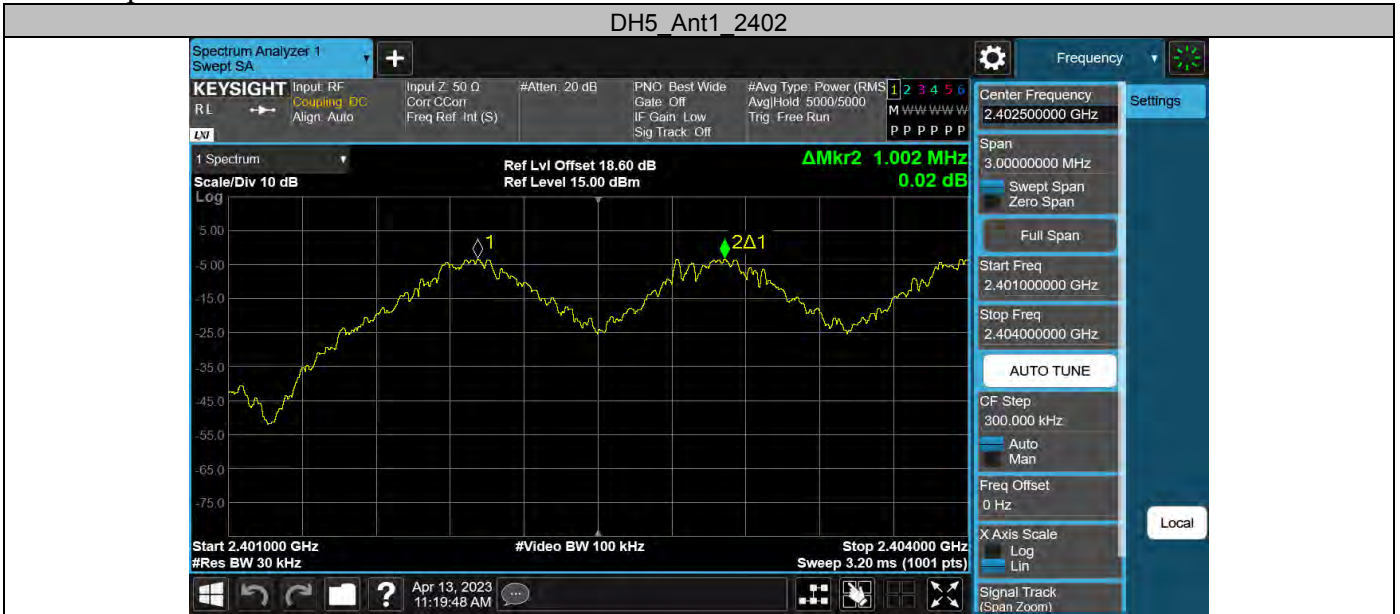 DH5_Ant1_2402
Spectrum Analyzer 1
Swept SA
Frequency
KEYSIGHT
RL
LXI
Input: RF
Coupling: DC
Align: Auto
Input Z: 50 Ω
Corr CCorr
Freq Ref: Int (S)
#Atten: 20 dB
PNO: Best Wide
Gate: Off
IF Gain: Low
Sig Track: Off
#Avg Type: Power (RMS
Avg|Hold: 5000/5000
Trig: Free Run
1 2 3 4 5 6
M W W W W W
P P P P P P
1 Spectrum
Scale/Div 10 dB
Log
Ref Lvl Offset 18.60 dB
Ref Level 15.00 dBm
ΔMkr2 1.002 MHz
0.02 dB
5.00
-5.00
-15.0
-25.0
-35.0
-45.0
-55.0
-65.0
-75.0
1
2Δ1
Start 2.401000 GHz
#Res BW 30 kHz
#Video BW 100 kHz
Stop 2.404000 GHz
Sweep 3.20 ms (1001 pts)
Center Frequency
2.402500000 GHz
Span
3.00000000 MHz
Swept Span
Zero Span
Full Span
Start Freq
2.401000000 GHz
Stop Freq
2.404000000 GHz
AUTO TUNE
CF Step
300.000 kHz
Auto
Man
Freq Offset
0 Hz
X Axis Scale
Log
Lin
Signal Track
(Span Zoom)
Settings
Local
?
Apr 13, 2023
11:19:48 AM